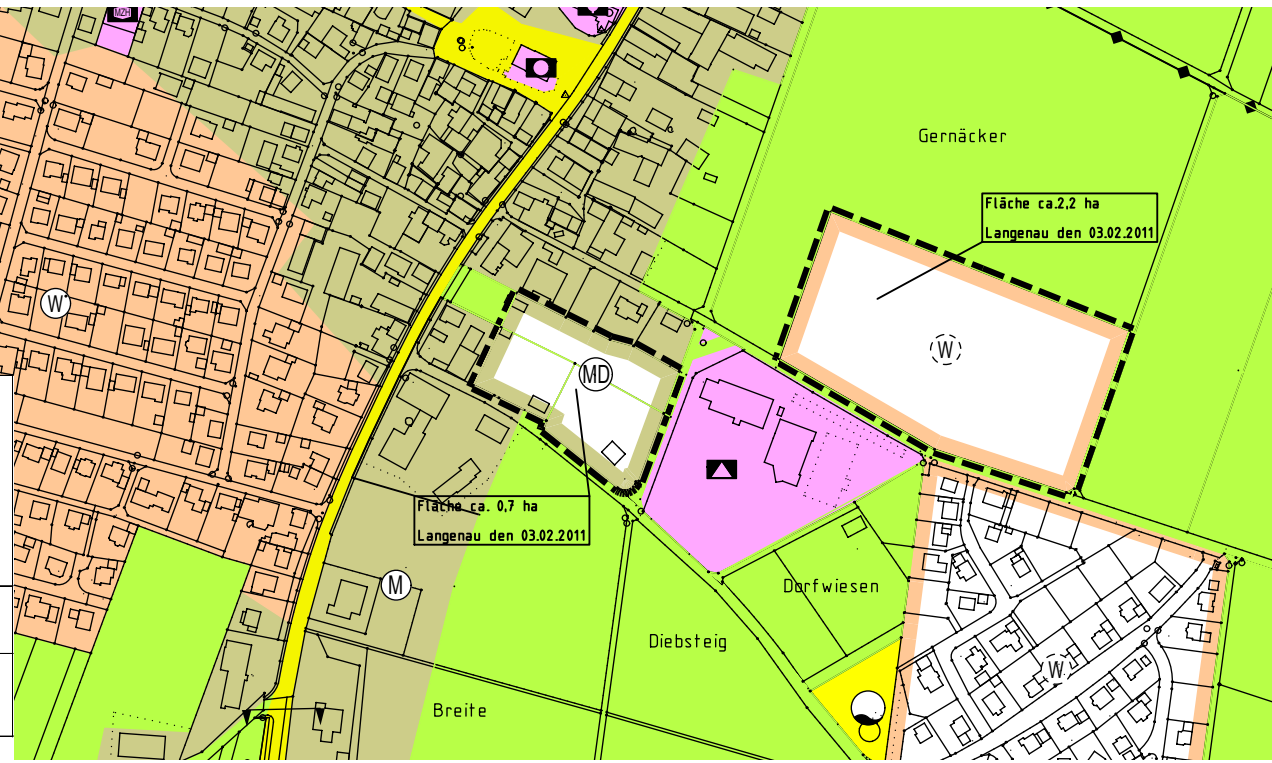 MZH
Gernäcker
Fläche ca.2,2 ha
Langenau den 03.02.2011
W
W
MD
Fläche ca. 0,7 ha
Langenau den 03.02.2011
M
Dorfwiesen
Diebsteig
W
Breite